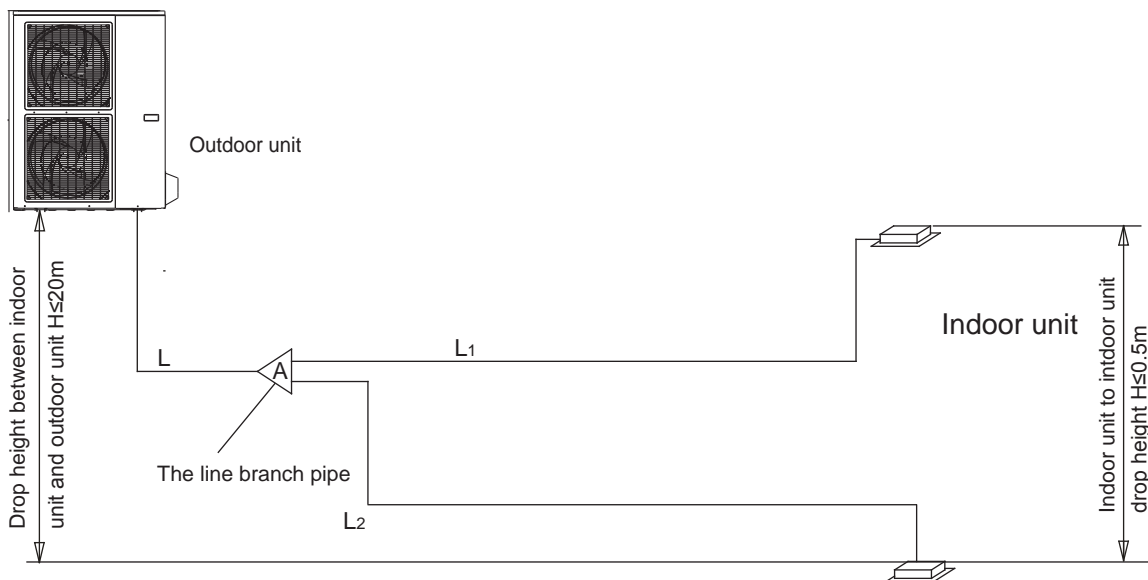 Outdoor unit
Drop height between indoor
unit and outdoor unit H≤20m
L
A
L1
The line branch pipe
L2
Indoor unit
Indoor unit to intdoor unit
drop height H≤0.5m